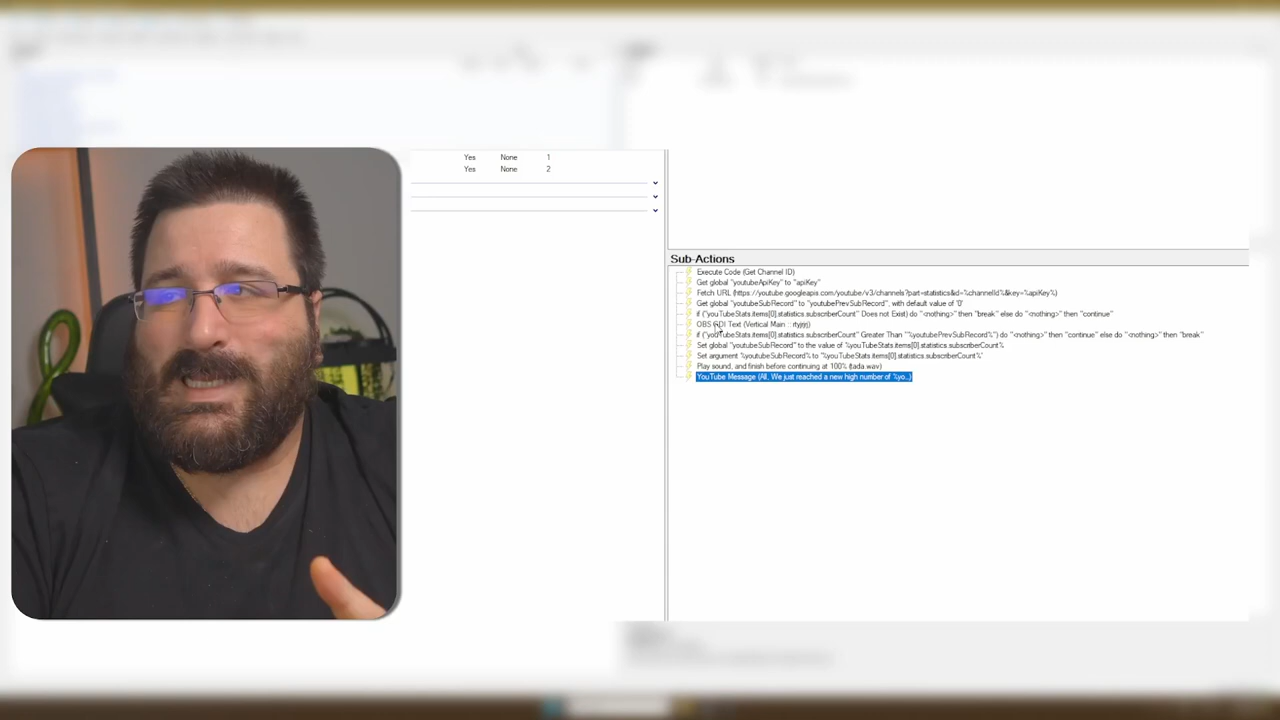 Yes None 1
Yes None 2
Sub-Actions
Execute Code (Get Channel ID)
Get global "youtubeApiKey" to "apiKey"
Fetch URL (https://youtube.googleapis.com/youtube/v3/channels?part=statistics&id=%channelId%&key=%apiKey%)
Get global "youtubeSubRecord" to "youtubePrevSubRecord", with default value of '0'
if ("youTubeStats.items[0].statistics.subscriberCount" Does not Exist) do "<nothing>" then "break" else do "<nothing>" then "continue"
OBS GDI Text (Vertical Main :
if ("youTubeStats.items[0].statistics.subscriberCount" Greater Than "%youtubePrevSubRecord%") do "<nothing>" then "continue" else do "<nothing>" then "break"
Set global "youtubeSubRecord" to the value of %youTubeStats.items[0].statistics.subscriberCount%
Set argument %youtubeSubRecord% to "%youTubeStats.items[0].statistics.subscriberCount%"
Play sound, and finish before continuing at 100% (tada.wav)
YouTube Message (All, We just reached a new high number of %yo...)